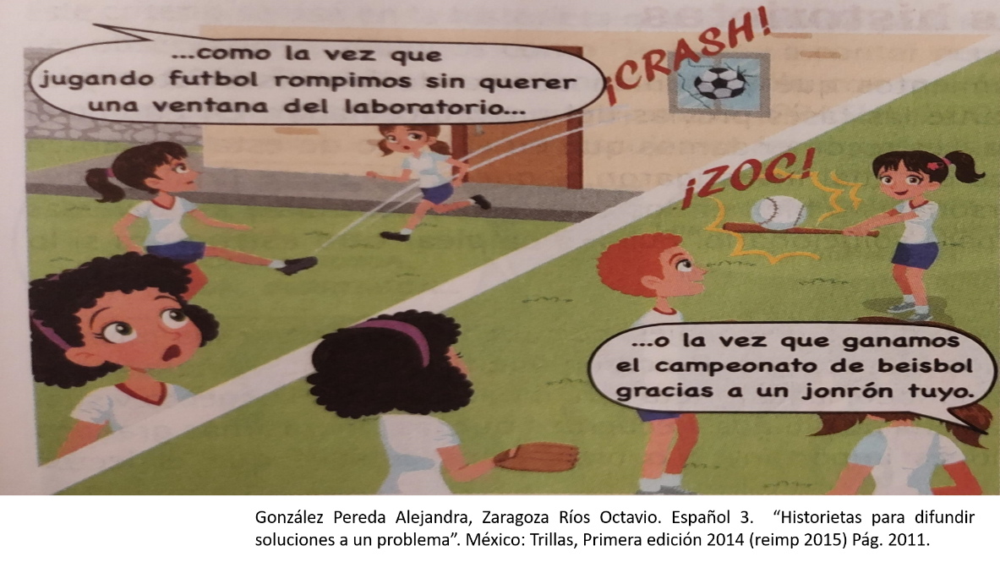 ...como la vez que
jugando futbol rompimos sin querer
una ventana del laboratorio...
¡CRASH!
¡ZOC!
...o la vez que ganamos
el campeonato de beisbol
gracias a un jonrón tuyo.
González Pereda Alejandra, Zaragoza Ríos Octavio. Español 3. “Historietas para difundir
soluciones a un problema”. México: Trillas, Primera edición 2014 (reimp 2015) Pág. 2011.